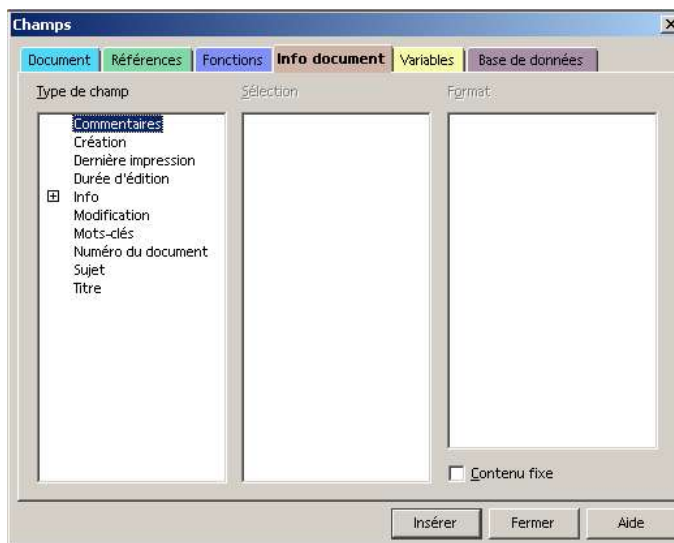 Champs
Document Références Fonctions Info document Variables Base de données
Type de champ Sélection Format
Commentaires
Création
Dernière impression
Durée d'édition
Info
Modification
Mots-clés
Numéro du document
Sujet
Titre
Contenu fixe
Insérer Fermer Aide